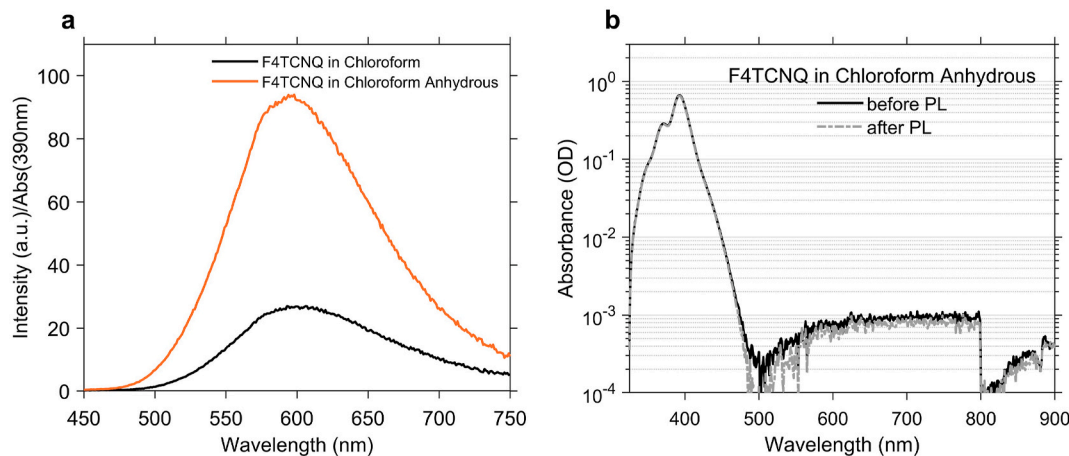 a
Intensity (a.u.)/Abs(390nm)
100
80
60
40
20
0
F4TCNQ in Chloroform
F4TCNQ in Chloroform Anhydrous
450 500 550 600 650 700 750
Wavelength (nm)
b
Absorbance (OD)
10⁰
10⁻¹
10⁻²
10⁻³
10⁻⁴
F4TCNQ in Chloroform Anhydrous
before PL
after PL
400 500 600 700 800 900
Wavelength (nm)